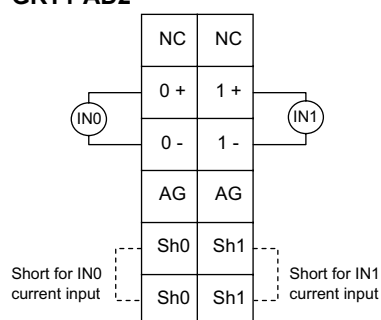 NC NC
0 + 1 +
IN0 IN1
0 - 1 -
AG AG
Sh0 Sh1
Short for IN0
current input
Short for IN1
current input
Sh0 Sh1